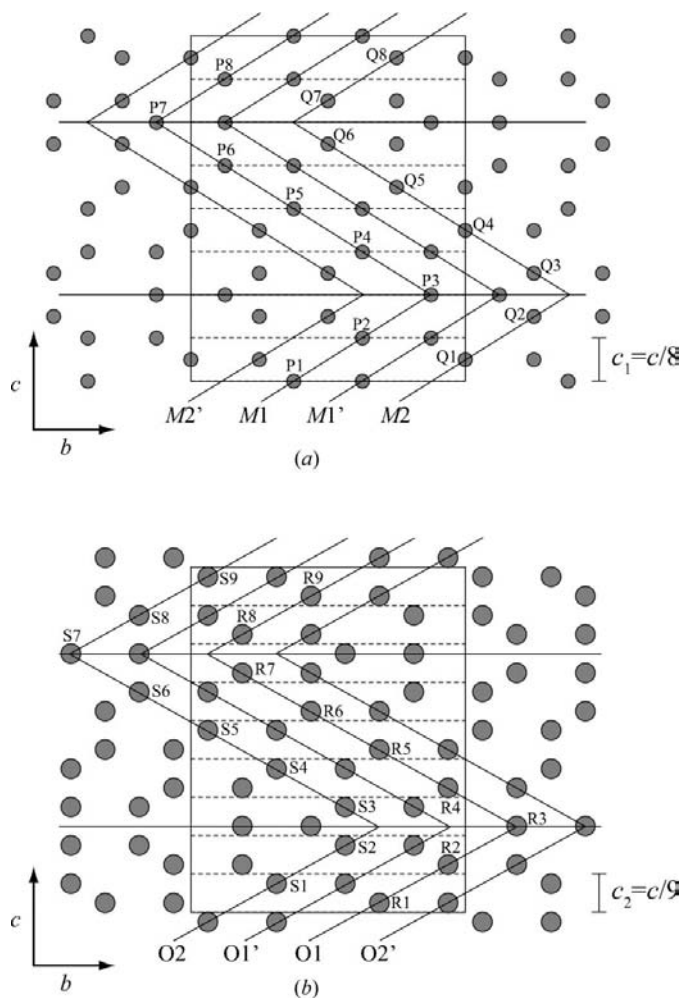 Q8
P8
Q7
P7
Q6
P6
Q5
P5
Q4
P4
Q3
P3
Q2
P2
Q1
P1
c₁=c/8
c
b
M2’ M1 M1’ M2
(a)
S9 R9
S8
R8
S7
R7
S6
R6
S5
R5
S4
S3
R4
R3
S2
R2
S1
R1
c₂=c/9
c
b
O2 O1’ O1 O2’
(b)